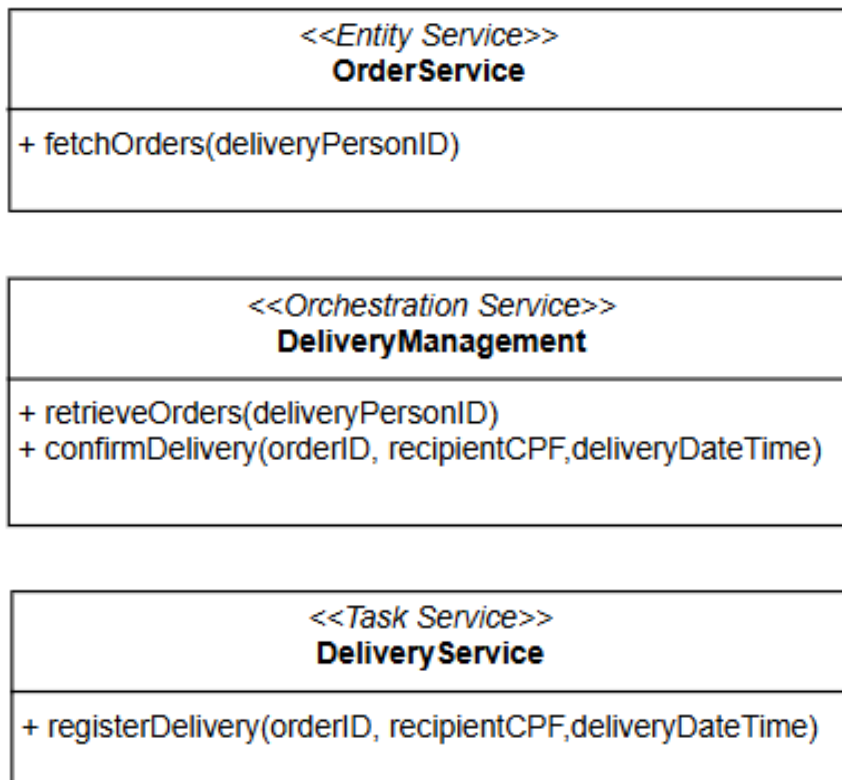 <<Entity Service>>
OrderService
+ fetchOrders(deliveryPersonID)
<<Orchestration Service>>
DeliveryManagement
+ retrieveOrders(deliveryPersonID)
+ confirmDelivery(orderID, recipientCPF,deliveryDateTime)
<<Task Service>>
DeliveryService
+ registerDelivery(orderID, recipientCPF,deliveryDateTime)